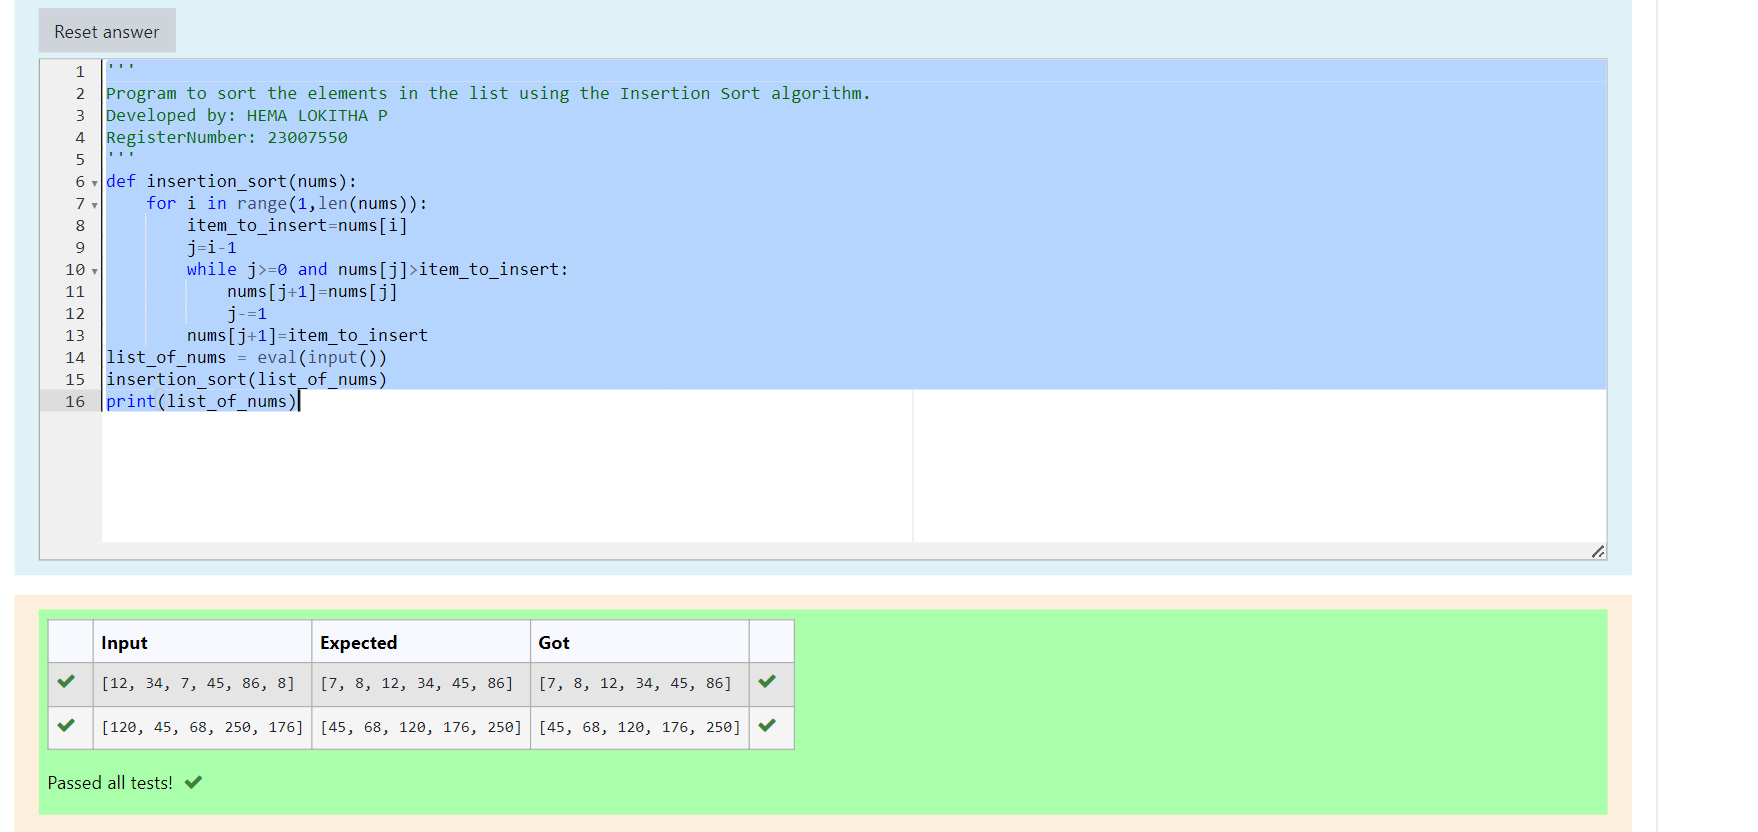 Reset answer
1 '''
2 Program to sort the elements in the list using the Insertion Sort algorithm.
3 Developed by: HEMA LOKITHA P
4 RegisterNumber: 23007550
5 '''
6 def insertion_sort(nums):
7     for i in range(1,len(nums)):
8         item_to_insert=nums[i]
9         j=i-1
10         while j>=0 and nums[j]>item_to_insert:
11             nums[j+1]=nums[j]
12             j-=1
13         nums[j+1]=item_to_insert
14 list_of_nums = eval(input())
15 insertion_sort(list_of_nums)
16 print(list_of_nums)
Input Expected Got
[12, 34, 7, 45, 86, 8] [7, 8, 12, 34, 45, 86] [7, 8, 12, 34, 45, 86]
[120, 45, 68, 250, 176] [45, 68, 120, 176, 250] [45, 68, 120, 176, 250]
Passed all tests!